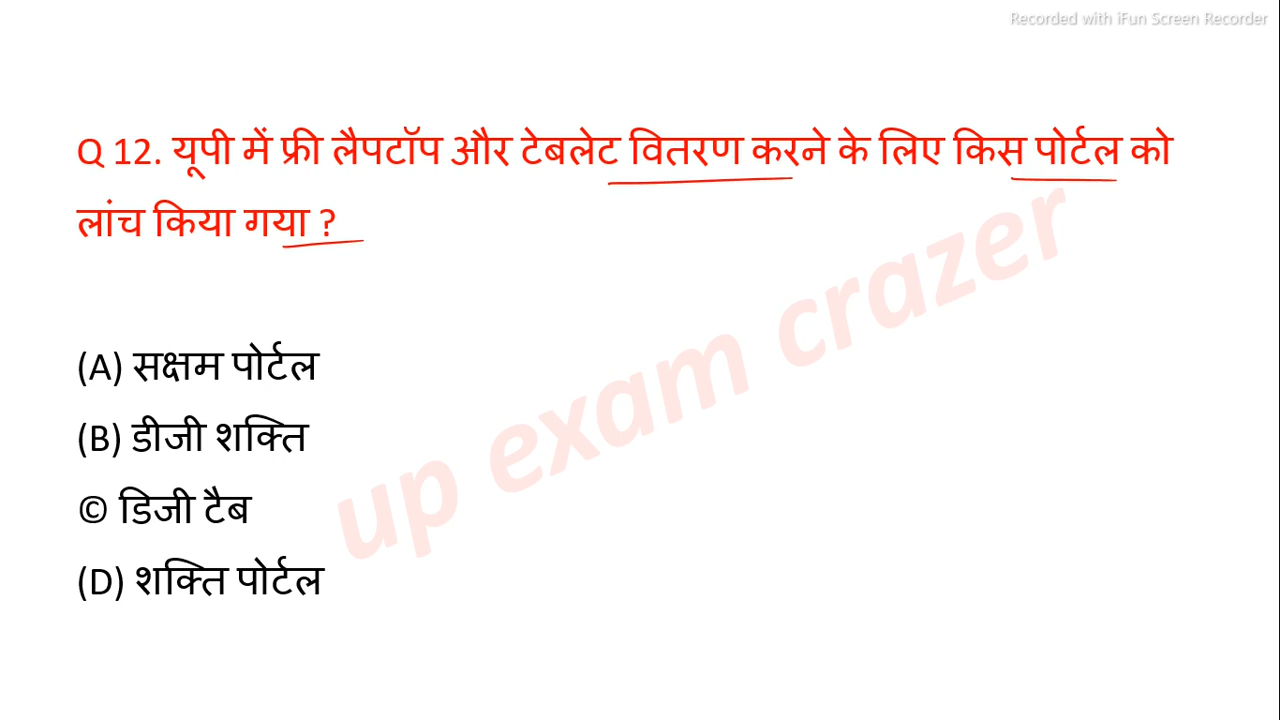 Recorded with iFun Screen Recorder
Q 12. यूपी में फ्री लैपटॉप और टेबलेट वितरण करने के लिए किस पोर्टल को
लांच किया गया ?
(A) सक्षम पोर्टल
(B) डीजी शक्ति
© डिजी टैब
(D) शक्ति पोर्टल
up exam crazer